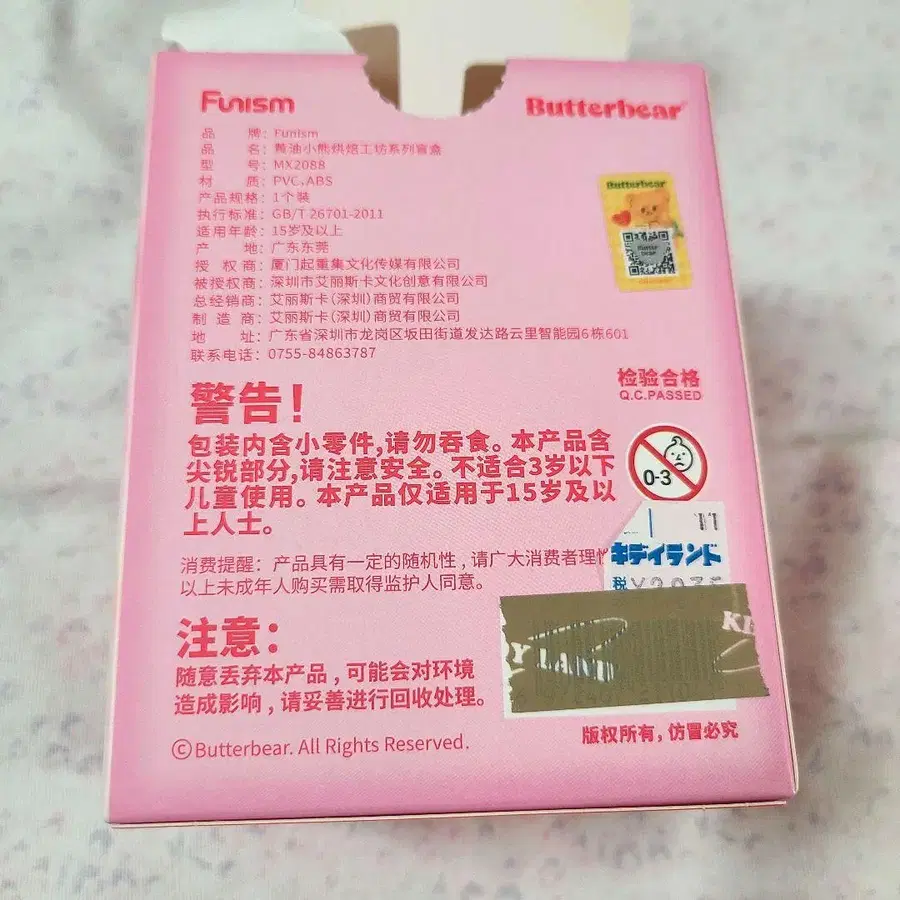 Funism
Butterbear
品 牌：Funism
品 名：黄油小熊烘焙工坊系列盲盒
型 号：MX2088
材 质：PVC,ABS
产品规格：1个装
执行标准：GB/T 26701-2011
适用年龄：15岁及以上
产 地：广东东莞
授 权 商：厦门起重集文化传媒有限公司
被授权商：深圳市艾丽斯卡文化创意有限公司
总经销商：艾丽斯卡(深圳)商贸有限公司
制 造 商：艾丽斯卡(深圳)商贸有限公司
地 址：广东省深圳市龙岗区坂田街道发达路云里智能园6栋601
联系电话：0755-84863787
Butterbear
Butter
bear
检验合格
Q.C.PASSED
警告!
包装内含小零件,请勿吞食。本产品含
尖锐部分,请注意安全。不适合3岁以下
儿童使用。本产品仅适用于15岁及以
上人士。
0-3
11
キデイランド
税
消费提醒：产品具有一定的随机性，请广大消费者理
以上未成年人购买需取得监护人同意。
注意：
随意丢弃本产品，可能会对环境
造成影响，请妥善进行回收处理。
Y LAND
KI
©Butterbear. All Rights Reserved.
版权所有，仿冒必究